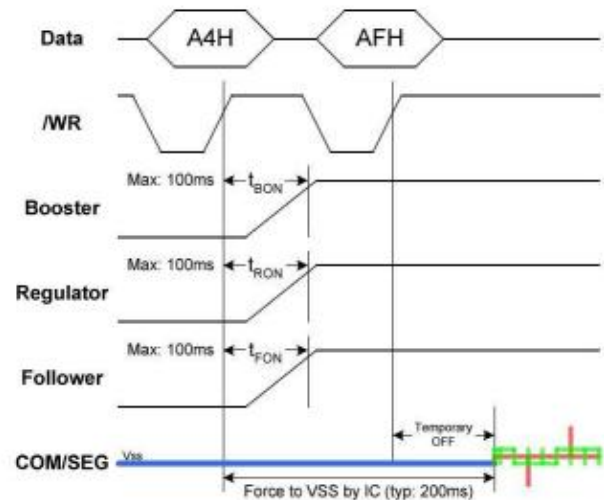 Data
A4H
AFH
/WR
Max: 100ms
tBON
Booster
Max: 100ms
tRON
Regulator
Max: 100ms
tFON
Follower
Temporary
OFF
COM/SEG
Vss
Force to VSS by IC (typ: 200ms)